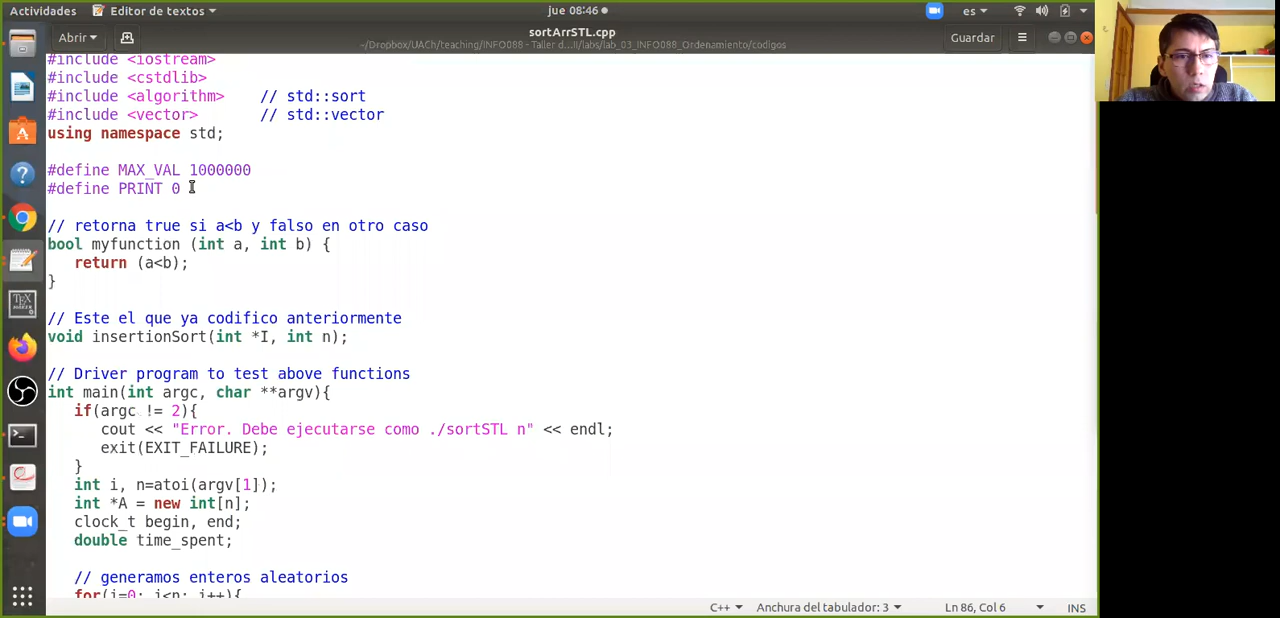 Actividades Editor de textos jue 08:46 es
Abrir sortArrSTL.cpp Guardar
~/Dropbox/UACh/teaching/INFO088 - Taller d...II/labs/lab_03_INFO088_Ordenamiento/codigos
#include <iostream>
#include <cstdlib>
#include <algorithm> // std::sort
#include <vector> // std::vector
using namespace std;
#define MAX_VAL 1000000
#define PRINT 0
// retorna true si a<b y falso en otro caso
bool myfunction (int a, int b) {
return (a<b);
}
// Este el que ya codifico anteriormente
void insertionSort(int *I, int n);
// Driver program to test above functions
int main(int argc, char **argv){
if(argc != 2){
cout << "Error. Debe ejecutarse como ./sortSTL n" << endl;
exit(EXIT_FAILURE);
}
int i, n=atoi(argv[1]);
int *A = new int[n];
clock_t begin, end;
double time_spent;
// generamos enteros aleatorios
for(i=0; i<n; i++){
C++ Anchura del tabulador: 3 Ln 86, Col 6 INS